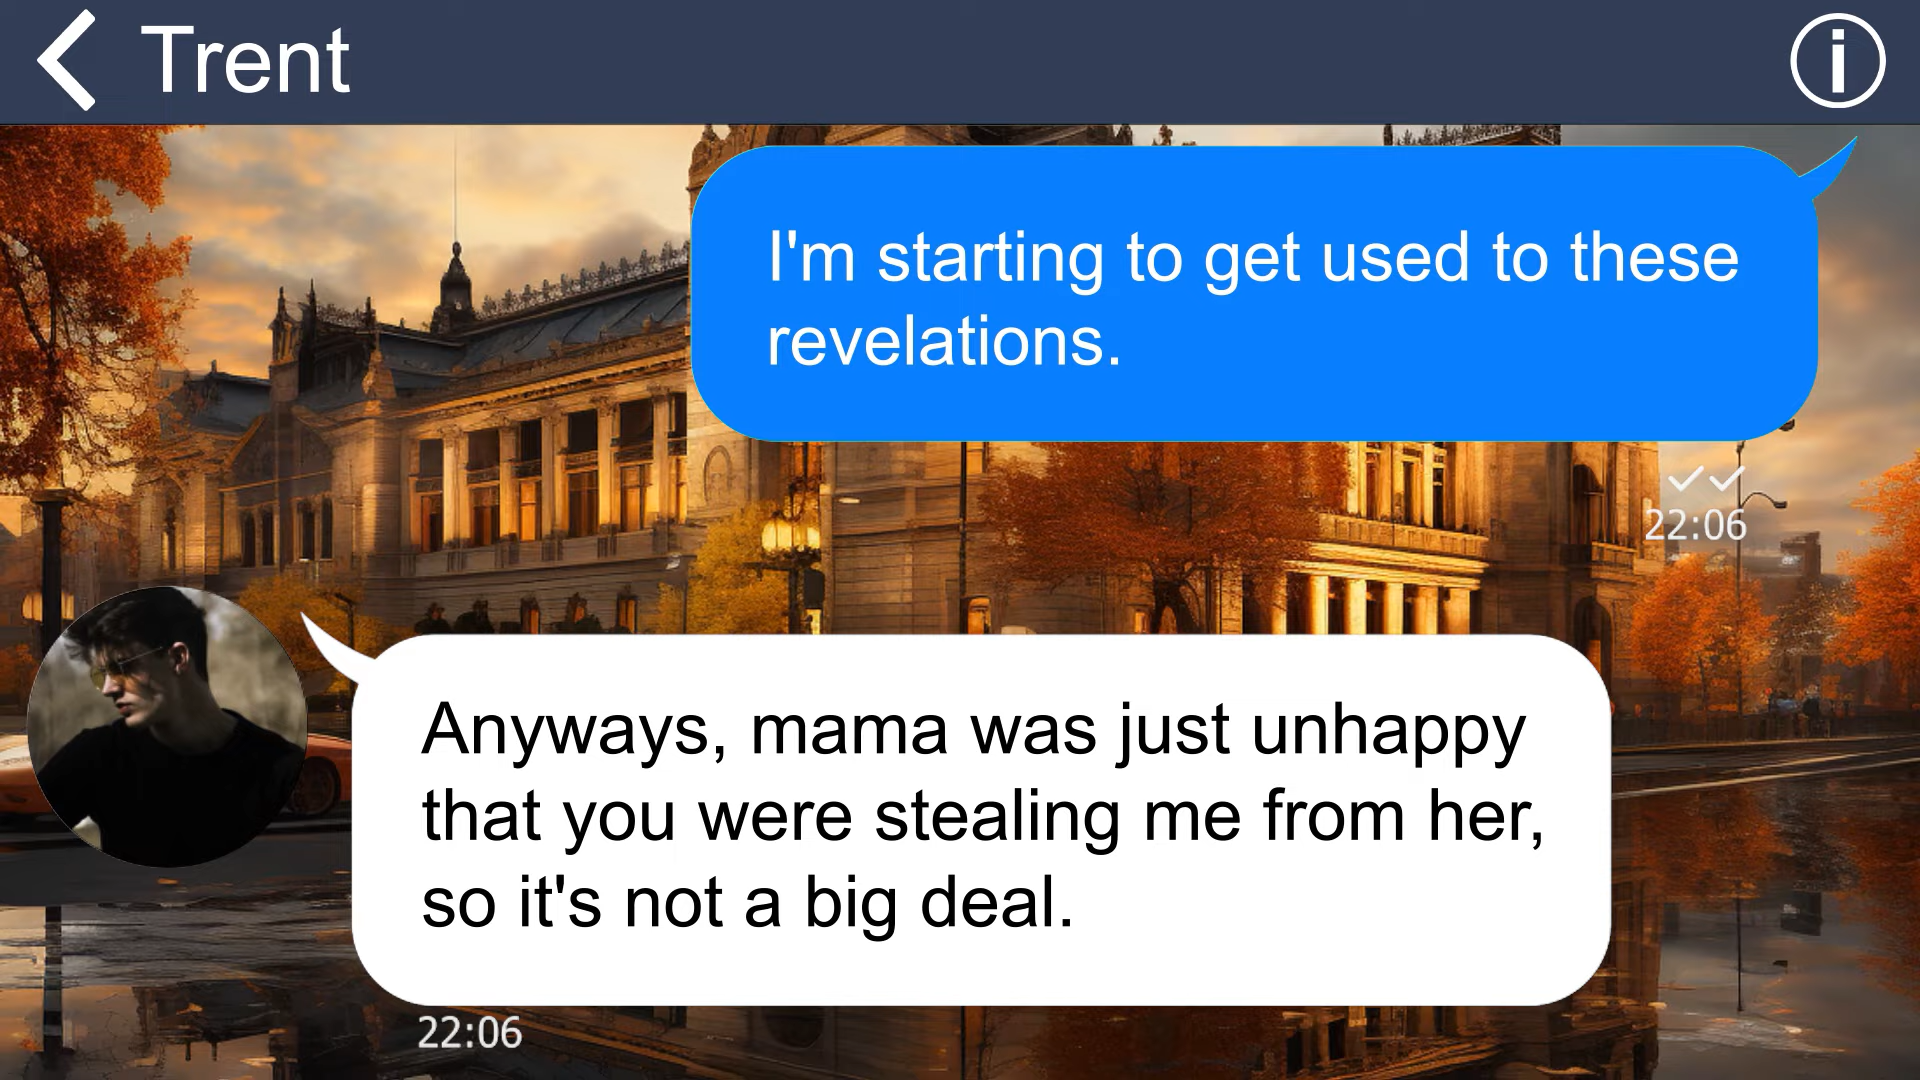 Trent
I'm starting to get used to these
revelations.
22:06
Anyways, mama was just unhappy
that you were stealing me from her,
so it's not a big deal.
22:06